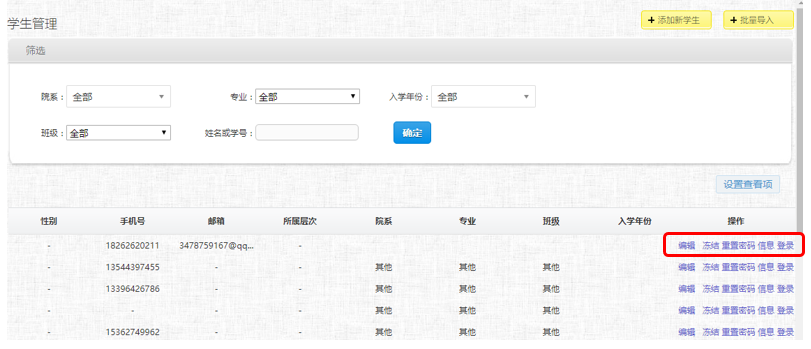 学生管理
+ 添加新学生 + 批量导入
筛选
院系： 全部 专业： 全部 入学年份： 全部
班级： 全部 姓名或学号： 确定
设置查看项
性别 手机号 邮箱 所属层次 院系 专业 班级 入学年份 操作
- 18262620211 3478759167@qq... - 编辑 冻结 重置密码 信息 登录
- 13544397455 - - 其他 其他 其他 编辑 冻结 重置密码 信息 登录
- 13396426786 - - 其他 其他 其他 编辑 冻结 重置密码 信息 登录
- - - - 其他 其他 其他 编辑 冻结 重置密码 信息 登录
- 15362749962 - - 其他 其他 其他 编辑 冻结 重置密码 信息 登录